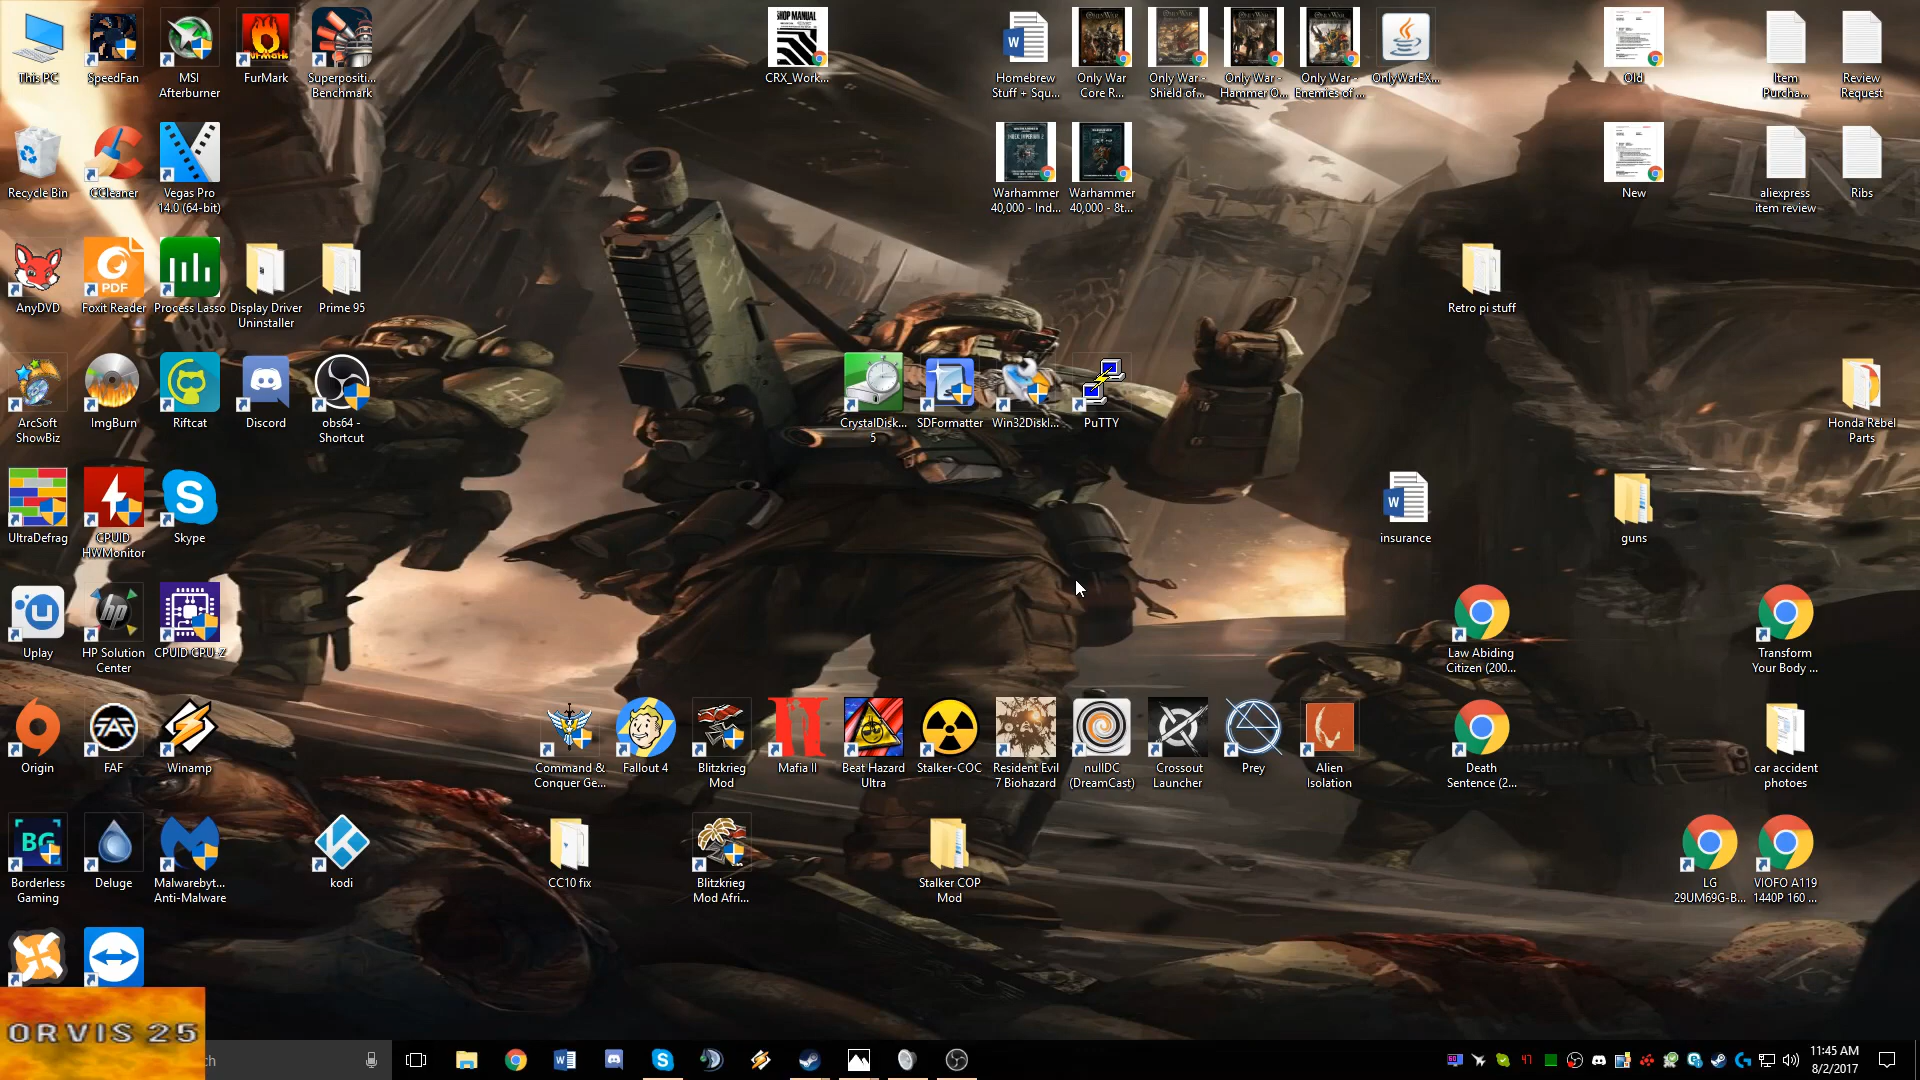 This PC
SpeedFan
MSI
Afterburner
FurMark
Superpositi...
Benchmark
SHOP MANUAL
CRX_Work...
Homebrew
Stuff + Squ...
Only War
Core R...
Only War -
Shield of...
Only War -
Hammer O...
Only War -
Enemies of ...
OnlyWarEX...
Old
Item
Purcha...
Review
Request
Recycle Bin
CCleaner
Vegas Pro
14.0 (64-bit)
Warhammer
40,000 - Ind...
Warhammer
40,000 - 8t...
New
aliexpress
item review
Ribs
PDF
AnyDVD
Foxit Reader
Process Lasso
Display Driver
Uninstaller
Prime 95
Retro pi stuff
ArcSoft
ShowBiz
ImgBurn
Riftcat
Discord
obs64 -
Shortcut
CrystalDisk...
5
SDFormatter
Win32DiskI...
PuTTY
Honda Rebel
Parts
UltraDefrag
CPUID
HWMonitor
Skype
insurance
guns
Uplay
HP Solution
Center
CPUID CPU-Z
Law Abiding
Citizen (200...
Transform
Your Body ...
FAF
Origin
FAF
Winamp
Command &
Conquer Ge...
Fallout 4
Blitzkrieg
Mod
Mafia II
Beat Hazard
Ultra
Stalker-COC
Resident Evil
7 Biohazard
nullDC
(DreamCast)
Crossout
Launcher
Prey
Alien
Isolation
Death
Sentence (2...
car accident
photoes
BG
Borderless
Gaming
Deluge
Malwarebyt...
Anti-Malware
kodi
CC10 fix
Blitzkrieg
Mod Afri...
Stalker COP
Mod
LG
29UM69G-B...
VIOFO A119
1440P 160 ...
ORVIS 25
ch
47
11:45 AM
8/2/2017